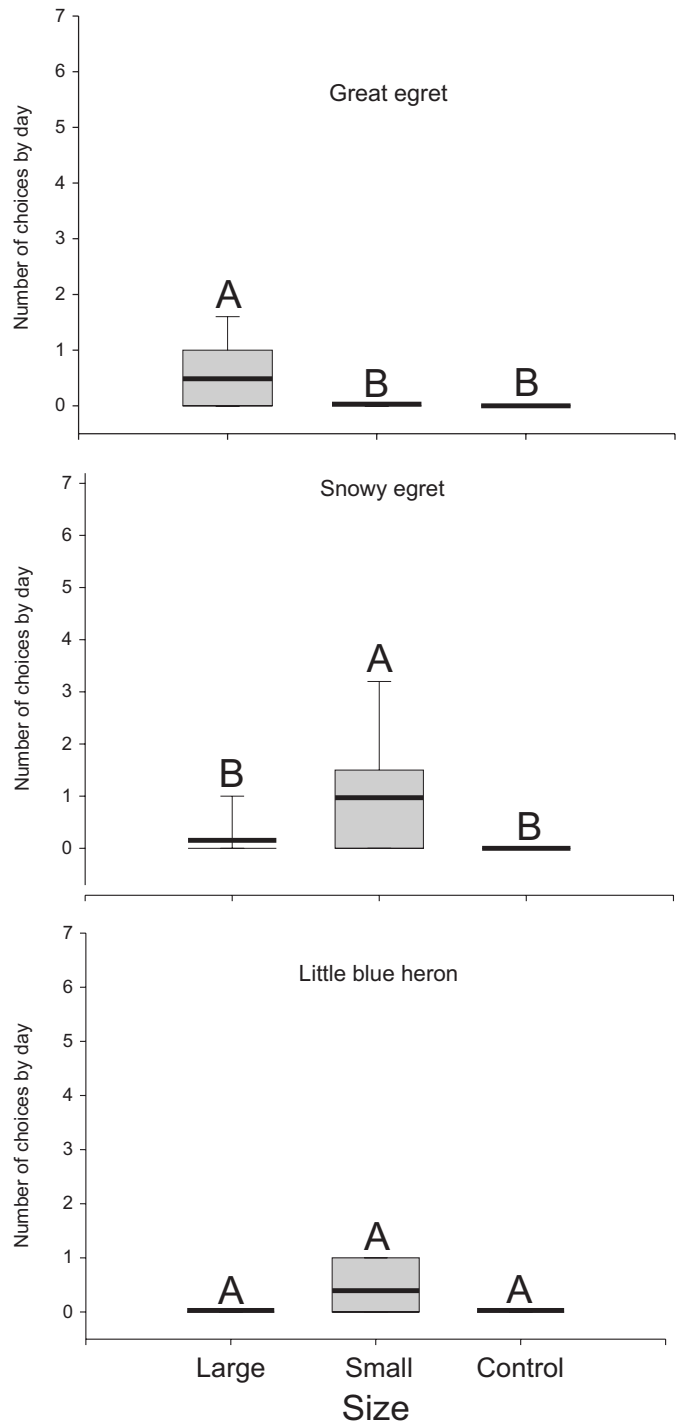 Number of choices by day
7
6
5
4
3
2
1
0
Great egret
A
B
B
Number of choices by day
7
6
5
4
3
2
1
0
Snowy egret
B
A
B
Number of choices by day
7
6
5
4
3
2
1
0
Little blue heron
A
A
A
Large Small Control
Size